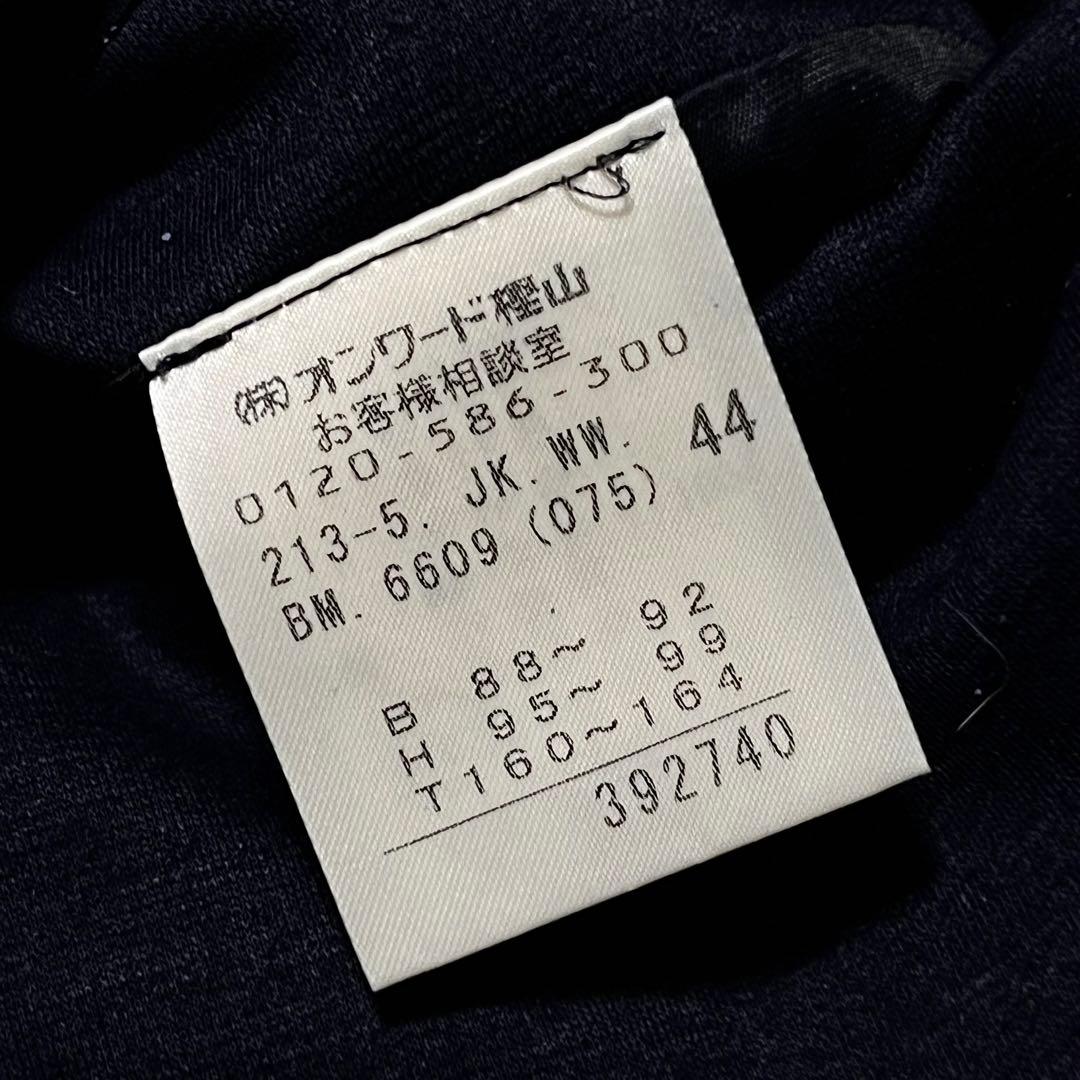 (株)オンワード樫山
お客様相談室
0120-586-300
213-5. JK. WW. 44
BM. 6609 (075)
B 88~ 92
H 95~ 99
T 160~164
392740